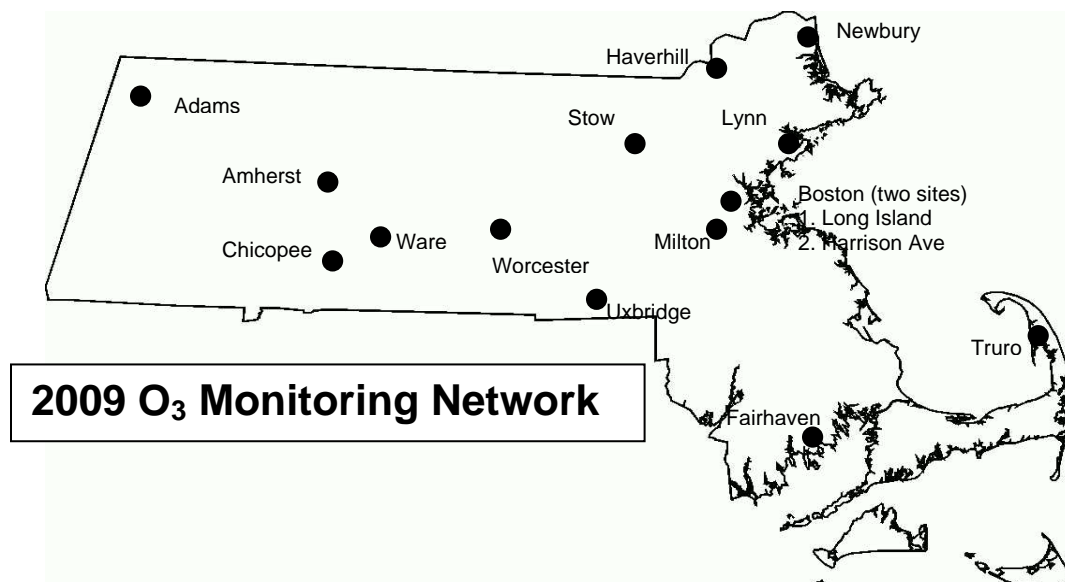 Newbury
Haverhill
Adams
Stow
Lynn
Amherst
Boston (two sites)
1. Long Island
2. Harrison Ave
Milton
Ware
Chicopee
Worcester
Uxbridge
Truro
2009 O₃ Monitoring Network
Fairhaven